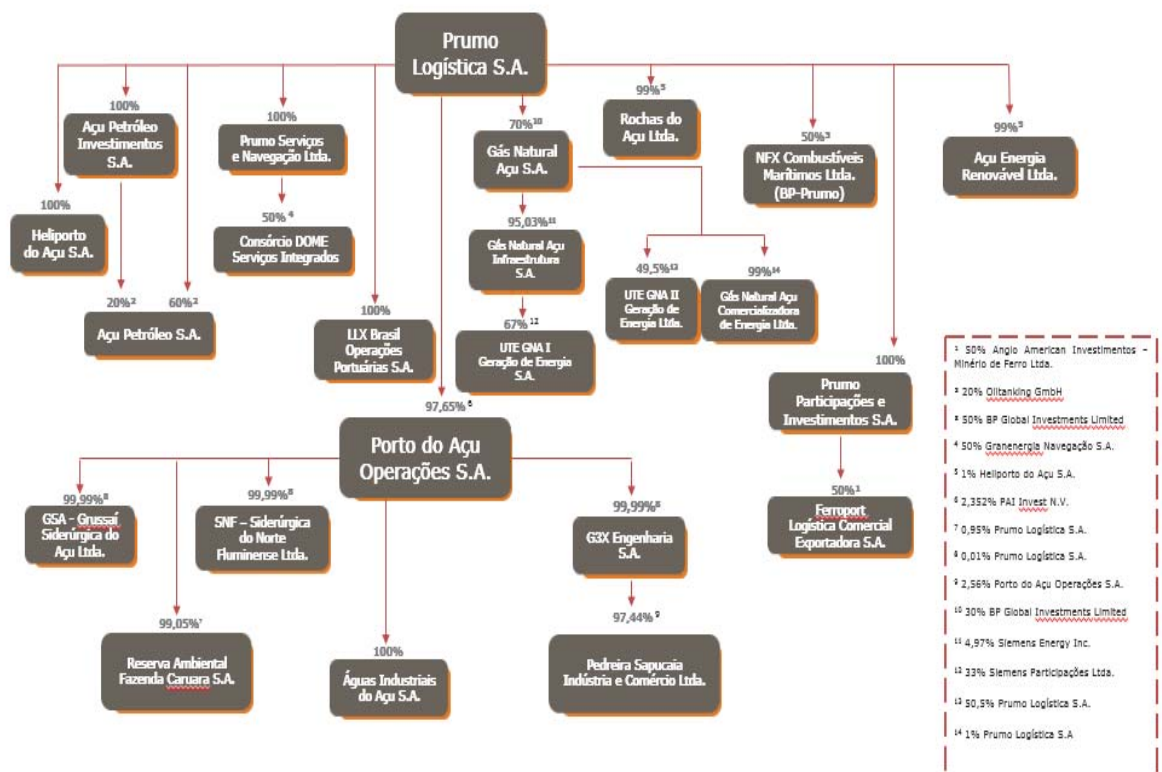 Prumo
Logística S.A.
100%
Açu Petróleo
Investimentos
S.A.
100%
Prumo Serviços
e Navegação Ltda.
70%¹⁰
Gás Natural
Açu S.A.
99%⁵
Rochas do
Açu Ltda.
50%³
NFX Combustíveis
Marítimos Ltda.
(BP-Prumo)
99%⁵
Açu Energia
Renovável Ltda.
100%
Heliporto
do Açu S.A.
50% ⁴
Consórcio DOME
Serviços Integrados
95,03%¹¹
Gás Natural Açu
Infraestrutura
S.A.
49,5%¹³
UTE GNA II
Geração de
Energia Ltda.
99%¹⁴
Gás Natural Açu
Comercializadora
de Energia Ltda.
20%²
60%²
Açu Petróleo S.A.
100%
LLX Brasil
Operações
Portuárias S.A.
67% ¹²
UTE GNA I
Geração de Energia
S.A.
100%
Prumo
Participações e
Investimentos S.A.
97,65% ⁶
Porto do Açu
Operações S.A.
99,99%⁸
GSA - Grussaí
Siderúrgica do
Açu Ltda.
99,99%⁸
SNF – Siderúrgica
do Norte
Fluminense Ltda.
99,99%⁸
G3X Engenharia
S.A.
50%¹
Ferroport
Logística Comercial
Exportadora S.A.
99,05%⁷
Reserva Ambiental
Fazenda Caruara S.A.
100%
Águas Industriais
do Açu S.A.
97,44% ⁹
Pedreira Sapucaia
Indústria e Comércio Ltda.
¹ 50% Anglo American Investimentos –
Minério de Ferro Ltda.
20% Oiltanking GmbH
50% BP Global Investments Limited
⁴ 50% Granenergia Navegação S.A.
⁵ 1% Heliporto do Açu S.A.
⁶ 2,352% PAI Invest N.V.
⁷ 0,95% Prumo Logística S.A.
⁸ 0,01% Prumo Logística S.A.
⁹ 2,56% Porto do Açu Operações S.A.
¹⁰ 30% BP Global Investments Limited
¹¹ 4,97% Siemens Energy Inc.
¹² 33% Siemens Participações Ltda.
¹³ 50,5% Prumo Logística S.A.
¹⁴ 1% Prumo Logística S.A